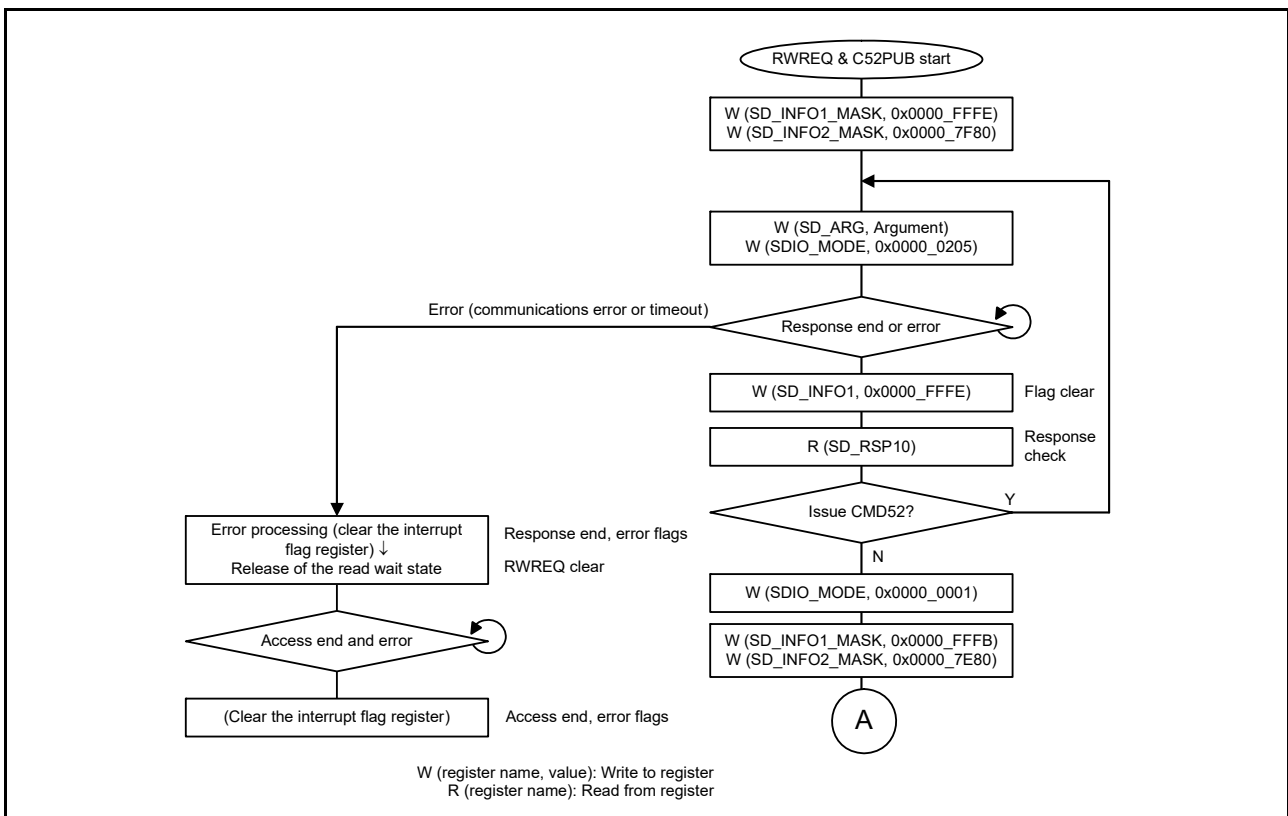 RWREQ & C52PUB start
W (SD_INFO1_MASK, 0x0000_FFFE)
W (SD_INFO2_MASK, 0x0000_7F80)
W (SD_ARG, Argument)
W (SDIO_MODE, 0x0000_0205)
Error (communications error or timeout)
Response end or error
W (SD_INFO1, 0x0000_FFFE)
Flag clear
R (SD_RSP10)
Response
check
Issue CMD52?
Y
N
Error processing (clear the interrupt
flag register) ↓
Release of the read wait state
Response end, error flags
RWREQ clear
W (SDIO_MODE, 0x0000_0001)
Access end and error
W (SD_INFO1_MASK, 0x0000_FFFB)
W (SD_INFO2_MASK, 0x0000_7E80)
(Clear the interrupt flag register)
Access end, error flags
A
W (register name, value): Write to register
R (register name): Read from register